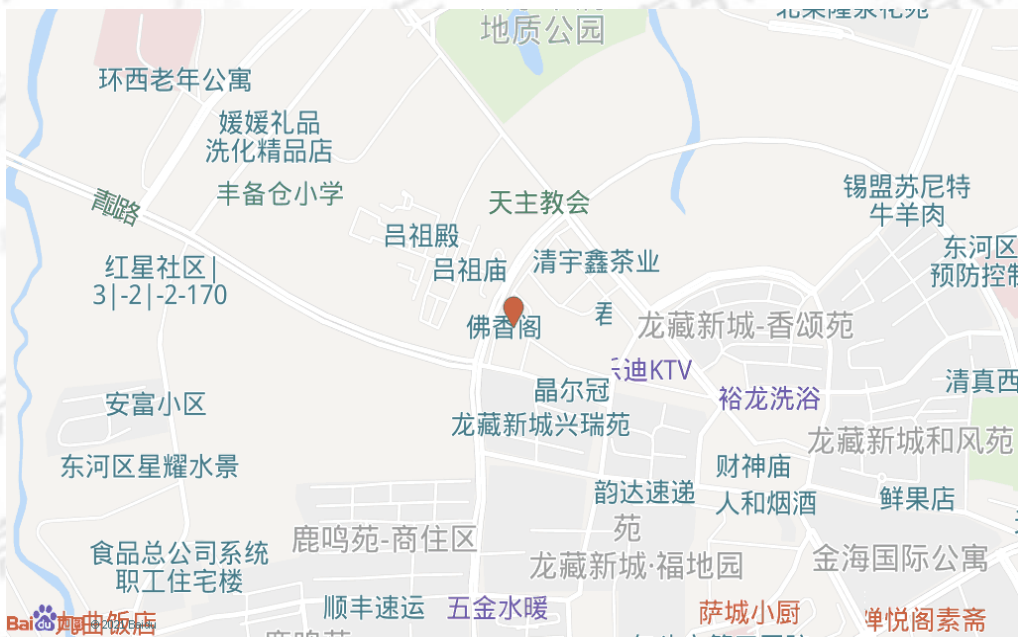 地质公园
环西老年公寓
媛媛礼品
洗化精品店
丰备仓小学
天主教会
锡盟苏尼特
牛羊肉
吕祖殿
吕祖庙
清宇鑫茶业
东河区
预防控制
红星社区|
3|-2|-2-170
佛香阁
龙藏新城-香颂苑
迪KTV
晶尔冠
裕龙洗浴
清真西
安富小区
龙藏新城兴瑞苑
龙藏新城和风苑
东河区星耀水景
财神庙
韵达速递
人和烟酒
鲜果店
苑
鹿鸣苑-商住区
龙藏新城·福地园
金海国际公寓
食品总公司系统
职工住宅楼
顺丰速运
五金水暖
萨城小厨
禅悦阁素斋
九曲饭店
Baidu